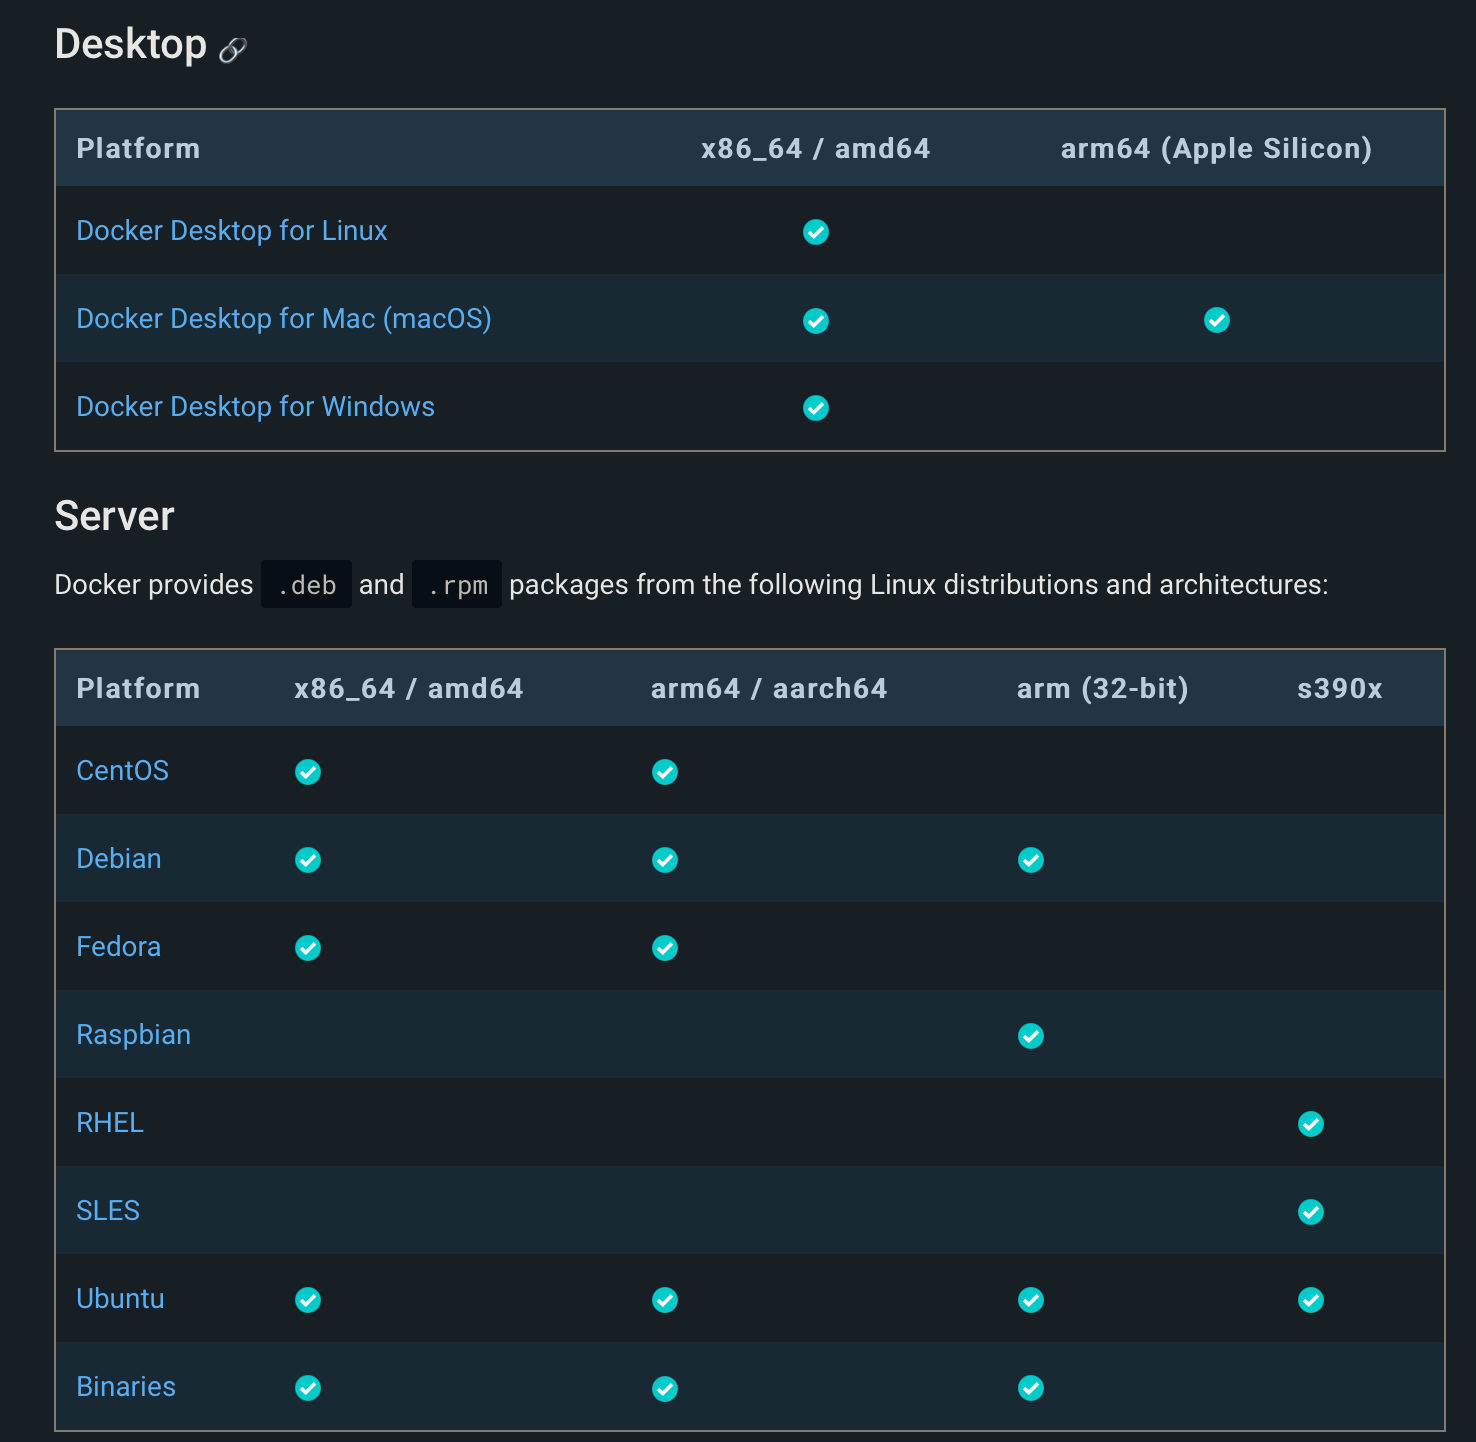 Desktop
Platform x86_64 / amd64 arm64 (Apple Silicon)
Docker Desktop for Linux
Docker Desktop for Mac (macOS)
Docker Desktop for Windows
Server
Docker provides .deb and .rpm packages from the following Linux distributions and architectures:
Platform x86_64 / amd64 arm64 / aarch64 arm (32-bit) s390x
CentOS
Debian
Fedora
Raspbian
RHEL
SLES
Ubuntu
Binaries